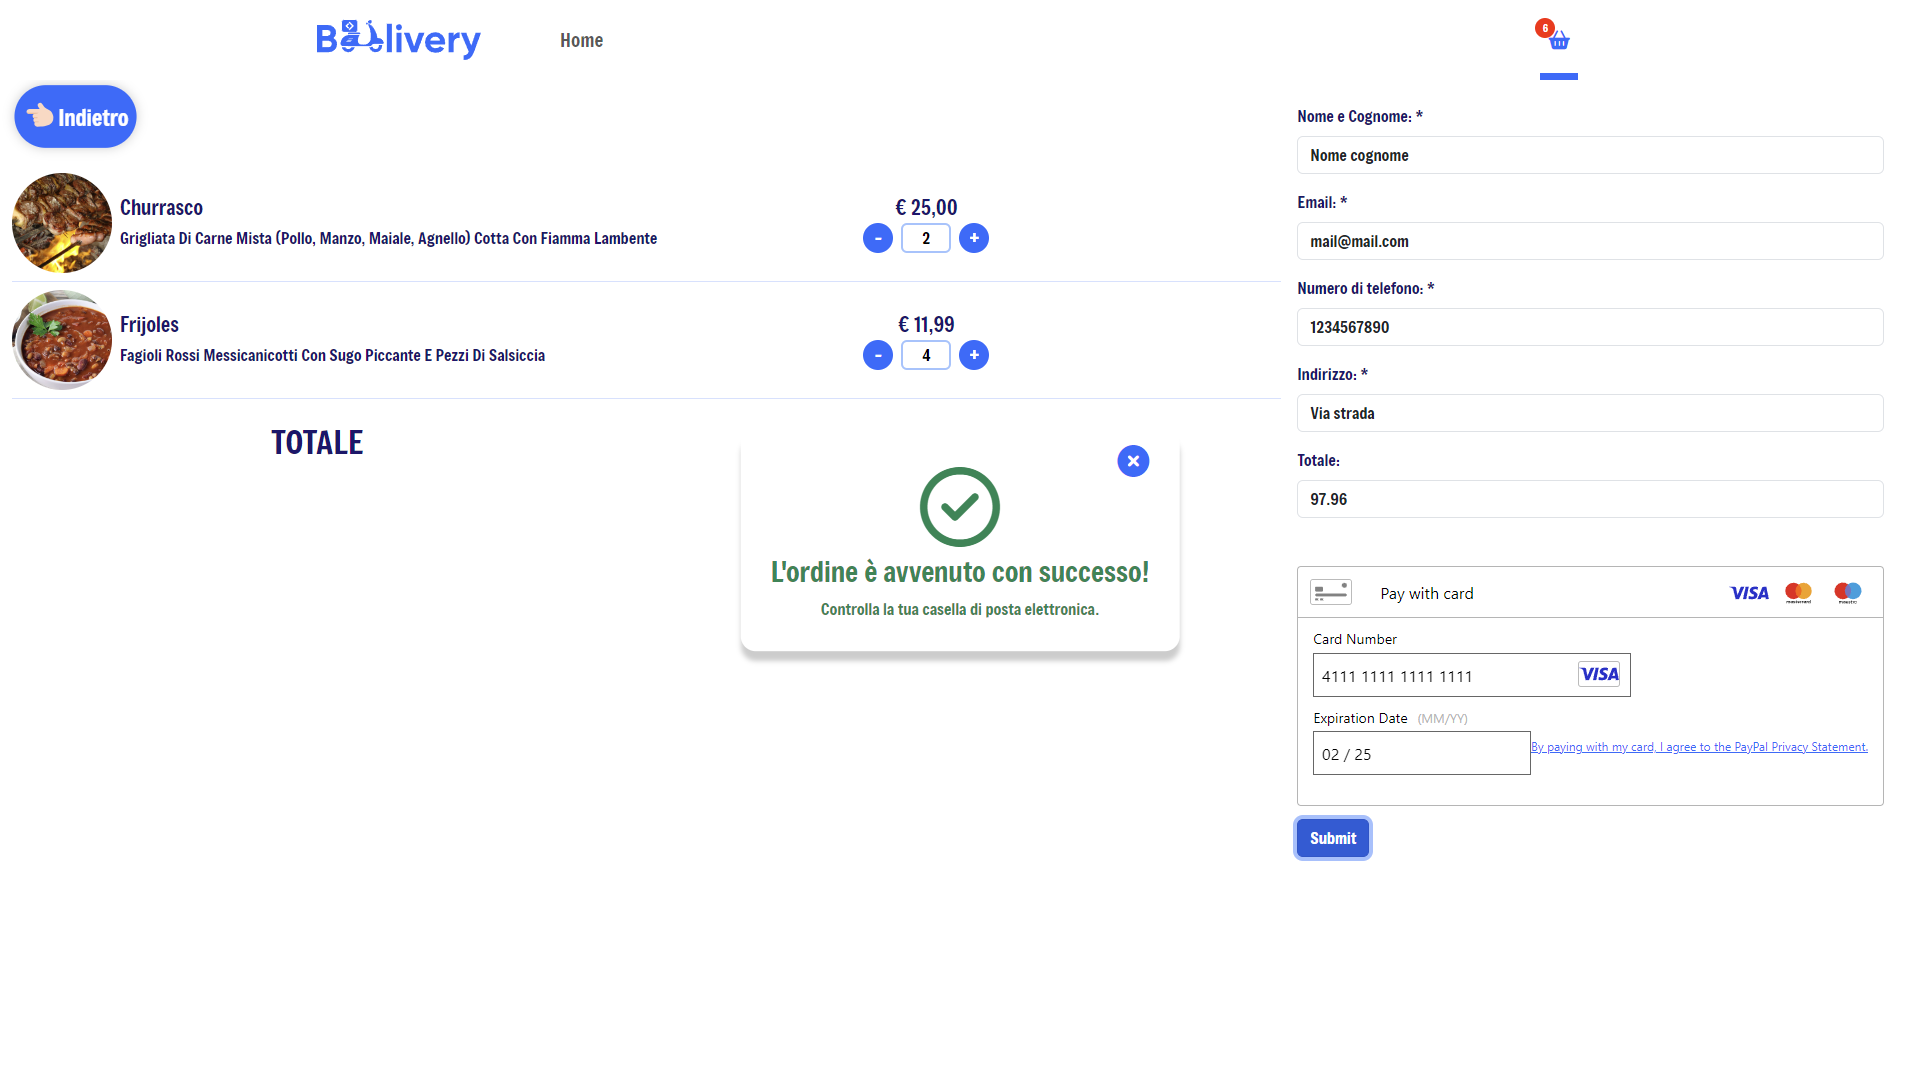 Boolivery
Home
6
Indietro
Churrasco
Grigliata Di Carne Mista (Pollo, Manzo, Maiale, Agnello) Cotta Con Fiamma Lambente
€ 25,00
- 2 +
Frijoles
Fagioli Rossi Messicanicotti Con Sugo Piccante E Pezzi Di Salsiccia
€ 11,99
- 4 +
TOTALE
L'ordine è avvenuto con successo!
Controlla la tua casella di posta elettronica.
Nome e Cognome: *
Nome cognome
Email: *
mail@mail.com
Numero di telefono: *
1234567890
Indirizzo: *
Via strada
Totale:
97.96
Pay with card
VISA
mastercard
maestro
Card Number
4111 1111 1111 1111
VISA
Expiration Date (MM/YY)
02 / 25
By paying with my card, I agree to the PayPal Privacy Statement.
Submit